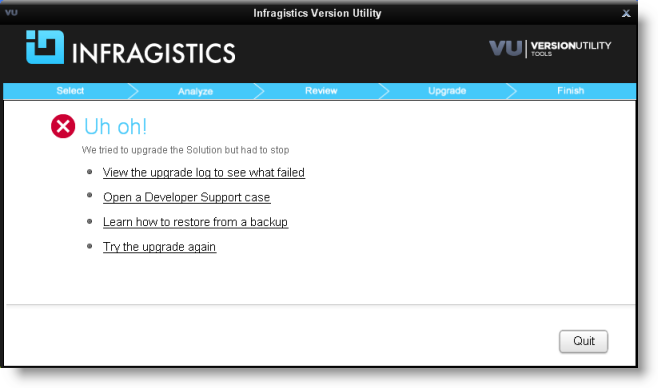 VU
Infragistics Version Utility
X
INFRAGISTICS
VU VERSIONUTILITY
TOOLS
Select Analyze Review Upgrade Finish
Uh oh!
We tried to upgrade the Solution but had to stop
View the upgrade log to see what failed
Open a Developer Support case
Learn how to restore from a backup
Try the upgrade again
Quit